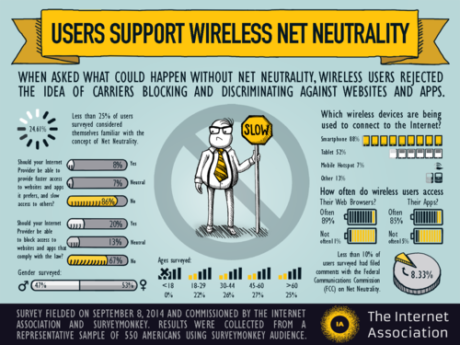 USERS SUPPORT WIRELESS NET NEUTRALITY
WHEN ASKED WHAT COULD HAPPEN WITHOUT NET NEUTRALITY, WIRELESS USERS REJECTED
THE IDEA OF CARRIERS BLOCKING AND DISCRIMINATING AGAINST WEBSITES AND APPS.
24.61%
Less than 25% of users
surveyed considered
themselves familiar with the
concept of Net Neutrality.
Should your Internet
Provider be able to
provide faster access
to websites and apps
it prefers, and slow
access to others?
8% Yes
7% Neutral
86% No
Should your Internet
Provider be able
to block access to
websites and apps that
comply with the law?
20% Yes
13% Neutral
67% No
Gender surveyed:
47% 53%
SLOW
Ages surveyed:
<18 18-29 30-44 45-60 >60
0% 22% 26% 27% 25%
Which wireless devices are being
used to connect to the Internet?
Smartphone 88%
Tablet 52%
Mobile Hotspot 7%
Other 13%
How often do wireless users access
Their Web Browsers? Their Apps?
Often
89%
Often
85%
Not
often
Not
often
Less than 10% of
users surveyed had filed
comments with the Federal
Communications Commission
(FCC) on Net Neutrality.
8.33%
SURVEY FIELDED ON SEPTEMBER 8, 2014 AND COMMISSIONED BY THE INTERNET
ASSOCIATION AND SURVEYMONKEY. RESULTS WERE COLLECTED FROM A
REPRESENTATIVE SAMPLE OF 550 AMERICANS USING SURVEYMONKEY AUDIENCE.
IA
The Internet
Association